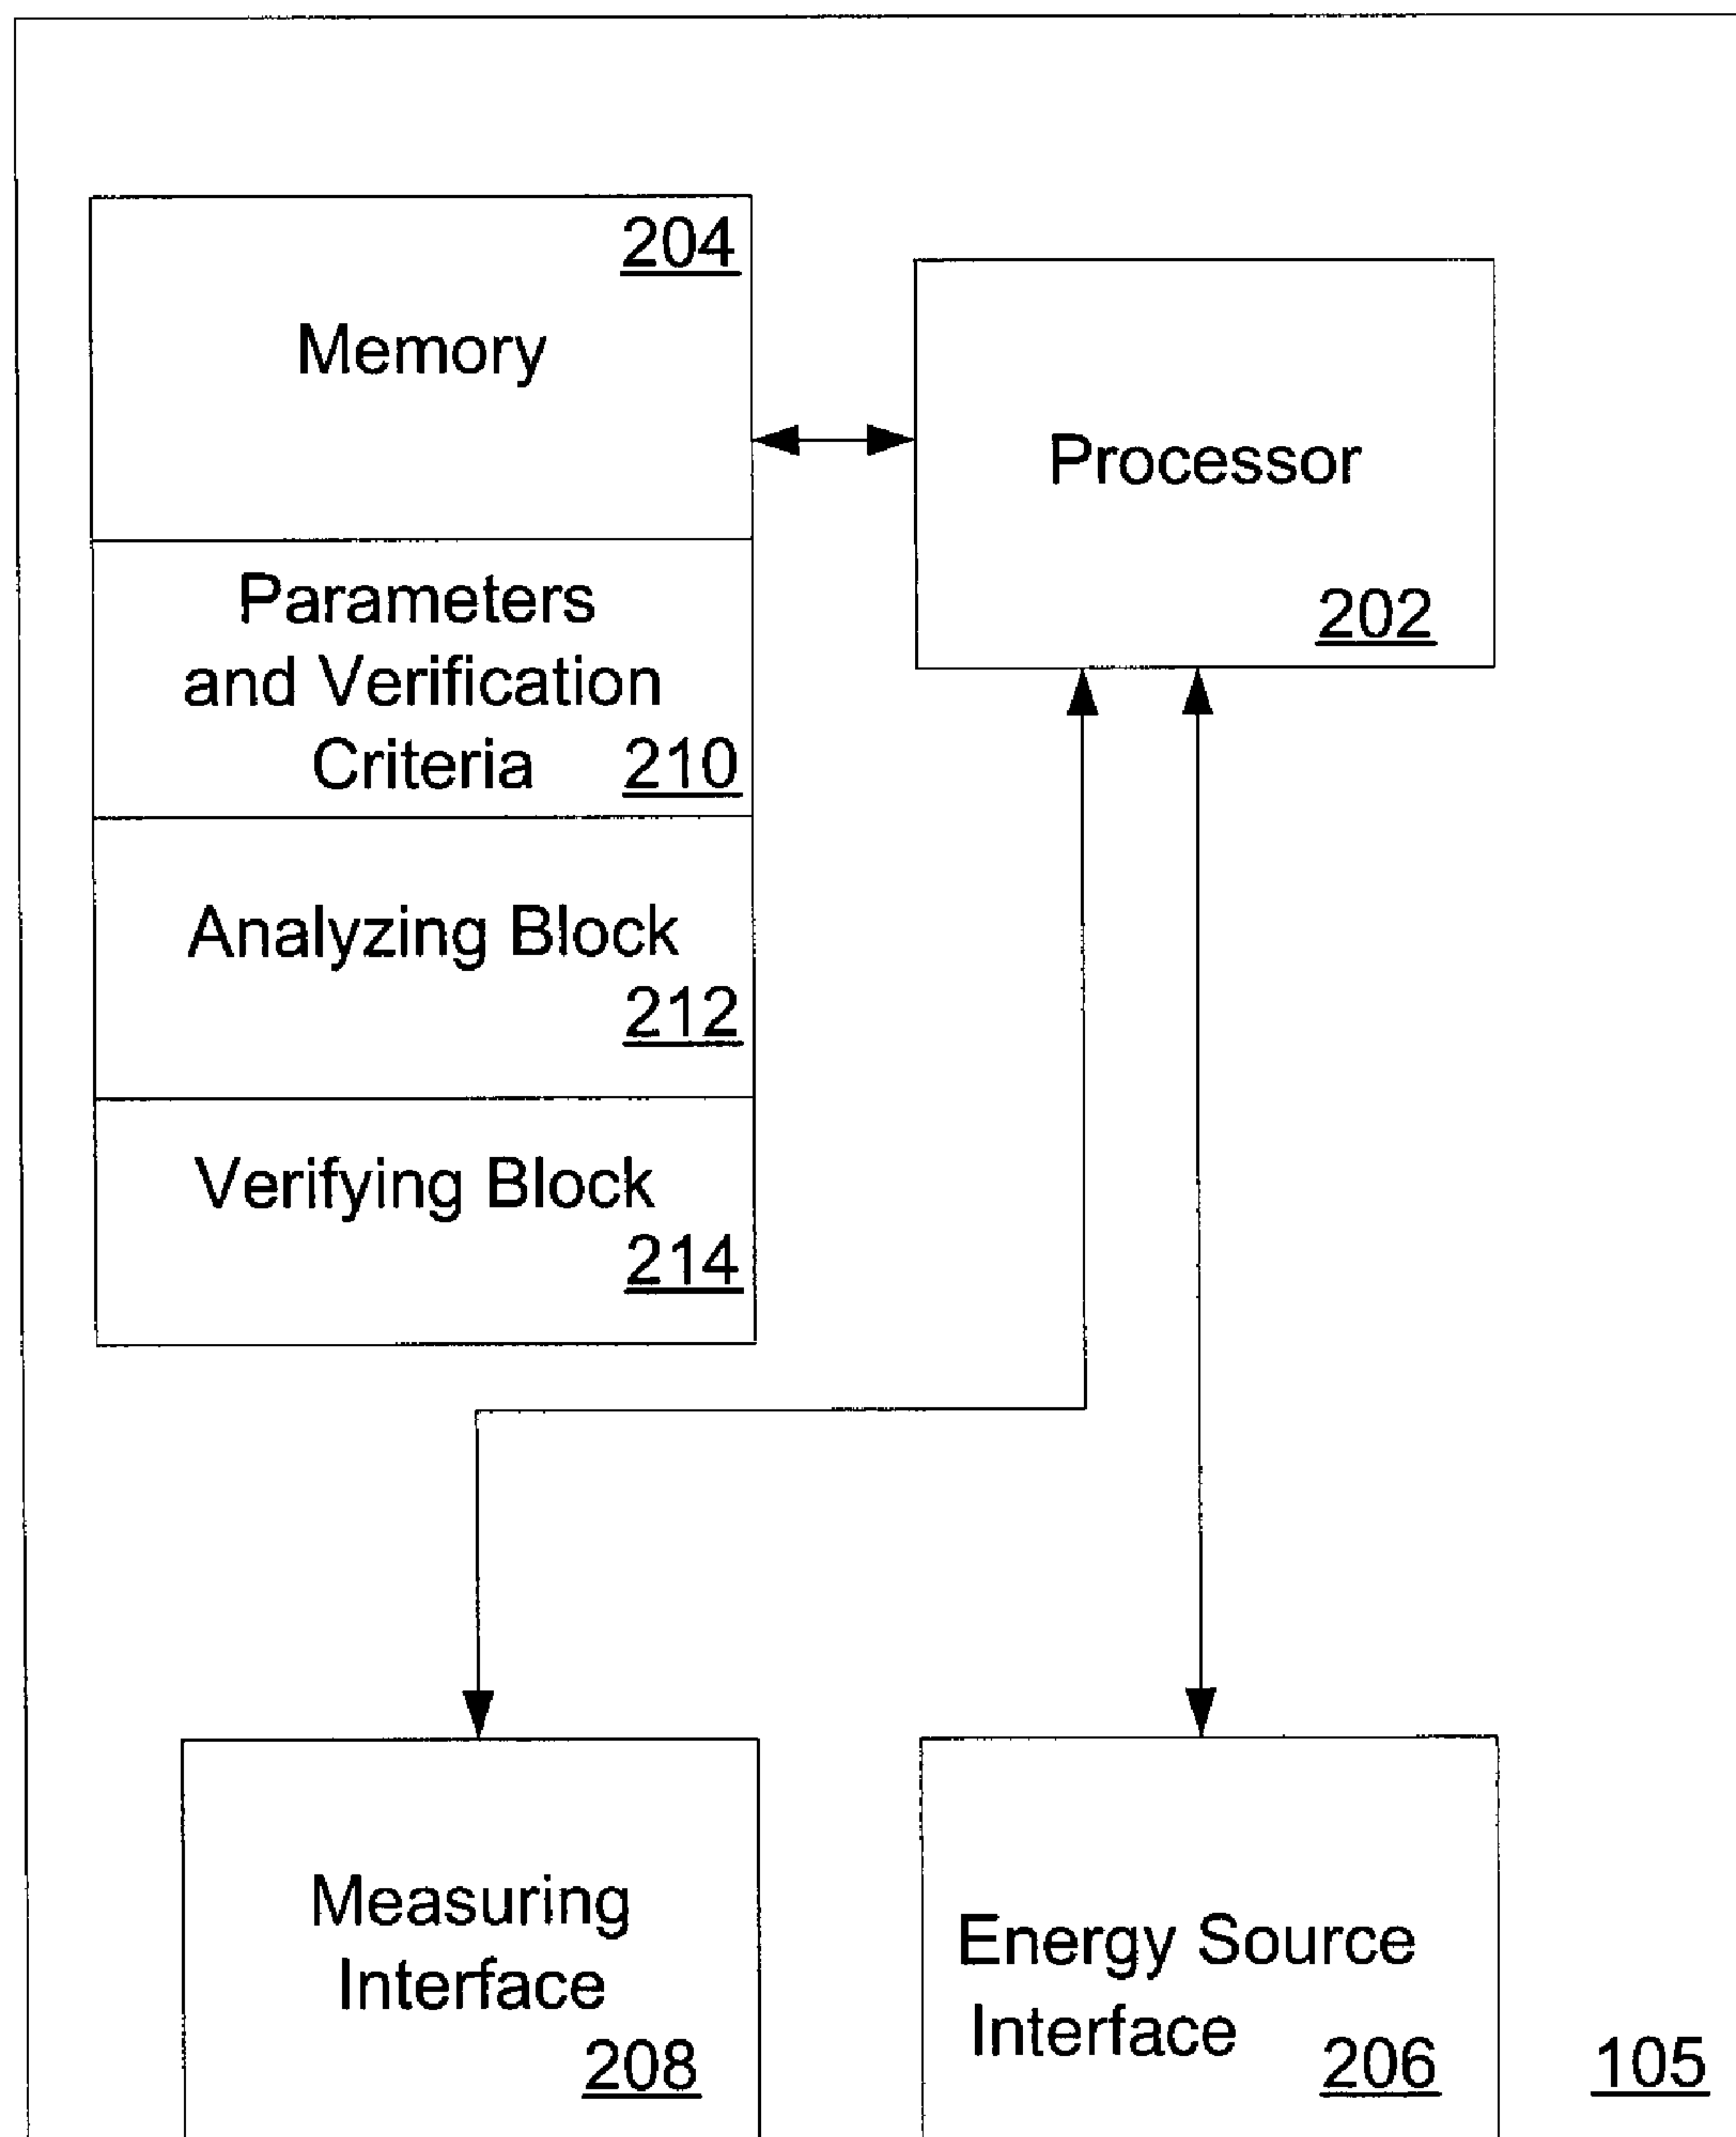 204
Memory
Processor
202
Parameters
and Verification
Criteria 210
Analyzing Block
212
Verifying Block
214
Measuring
Interface
208
Energy Source
Interface 206
105